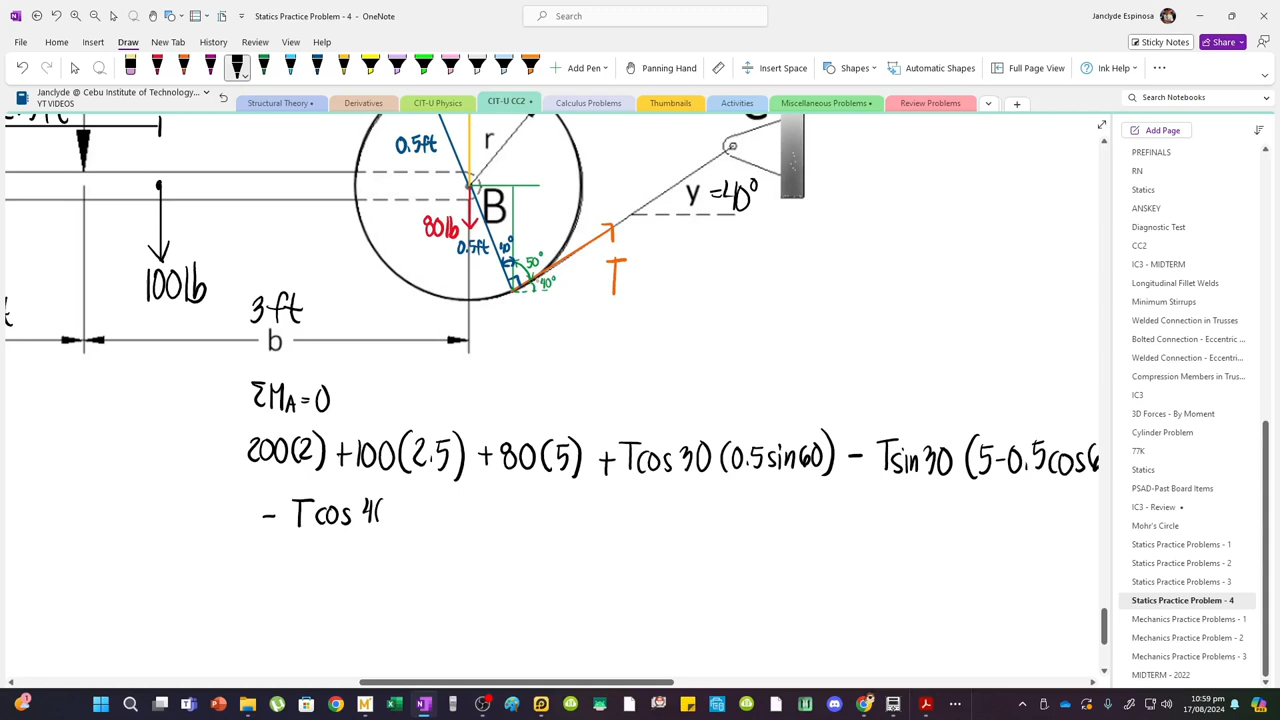 Statics Practice Problem - 4 - OneNote
Search
Janclyde Espinosa
File Home Insert Draw New Tab History Review View Help
Sticky Notes Share
Add Pen Panning Hand Insert Space Shapes Automatic Shapes Full Page View Ink Help
Janclyde @ Cebu Institute of Technology...
YT VIDEOS
Structural Theory
Derivatives
CIT-U Physics
CIT-U CC2
Calculus Problems
Thumbnails
Activities
Miscellaneous Problems
Review Problems
Search Notebooks
Add Page
PREFINALS
RN
Statics
ANSKEY
Diagnostic Test
CC2
IC3 - MIDTERM
Longitudinal Fillet Welds
Minimum Stirrups
Welded Connection in Trusses
Bolted Connection - Eccentric ...
Welded Connection - Eccentri...
Compression Members in Trus...
IC3
3D Forces - By Moment
Cylinder Problem
77K
Statics
PSAD-Past Board Items
IC3 - Review
Mohr's Circle
Statics Practice Problems - 1
Statics Practice Problems - 2
Statics Practice Problems - 3
Statics Practice Problem - 4
Mechanics Practice Problems - 1
Mechanics Practice Problem - 2
Mechanics Practice Problems - 3
MIDTERM - 2022
0.5ft
r
B
80lb
0.5ft
50°
40°
T
y =40°
100lb
3ft
b
ΣMA = 0
200(2) +100(2.5) +80(5) +Tcos30(0.5sin60) - Tsin30(5-0.5cos6
- Tcos 40
10:59 pm
17/08/2024